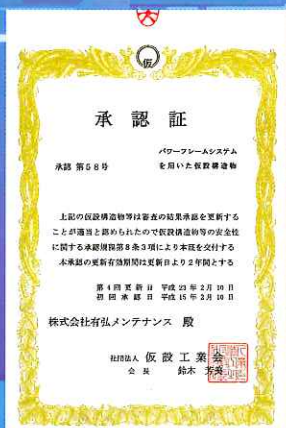 仮
承認証
パワーフレームシステム
承認 第58号
を用いた仮設構造物
上記の仮設構造物等は審査の結果承認を更新する
ことが適当と認められたので仮設構造物等の安全性
に関する承認規程第8条3項により本証を交付する
本承認の更新有効期間は更新日より2年間とする
第4回更新日 平成23年2月10日
初回承認日 平成15年2月10日
株式会社有弘メンテナンス 殿
社団法人 仮設工業会
会長 鈴木 芳美